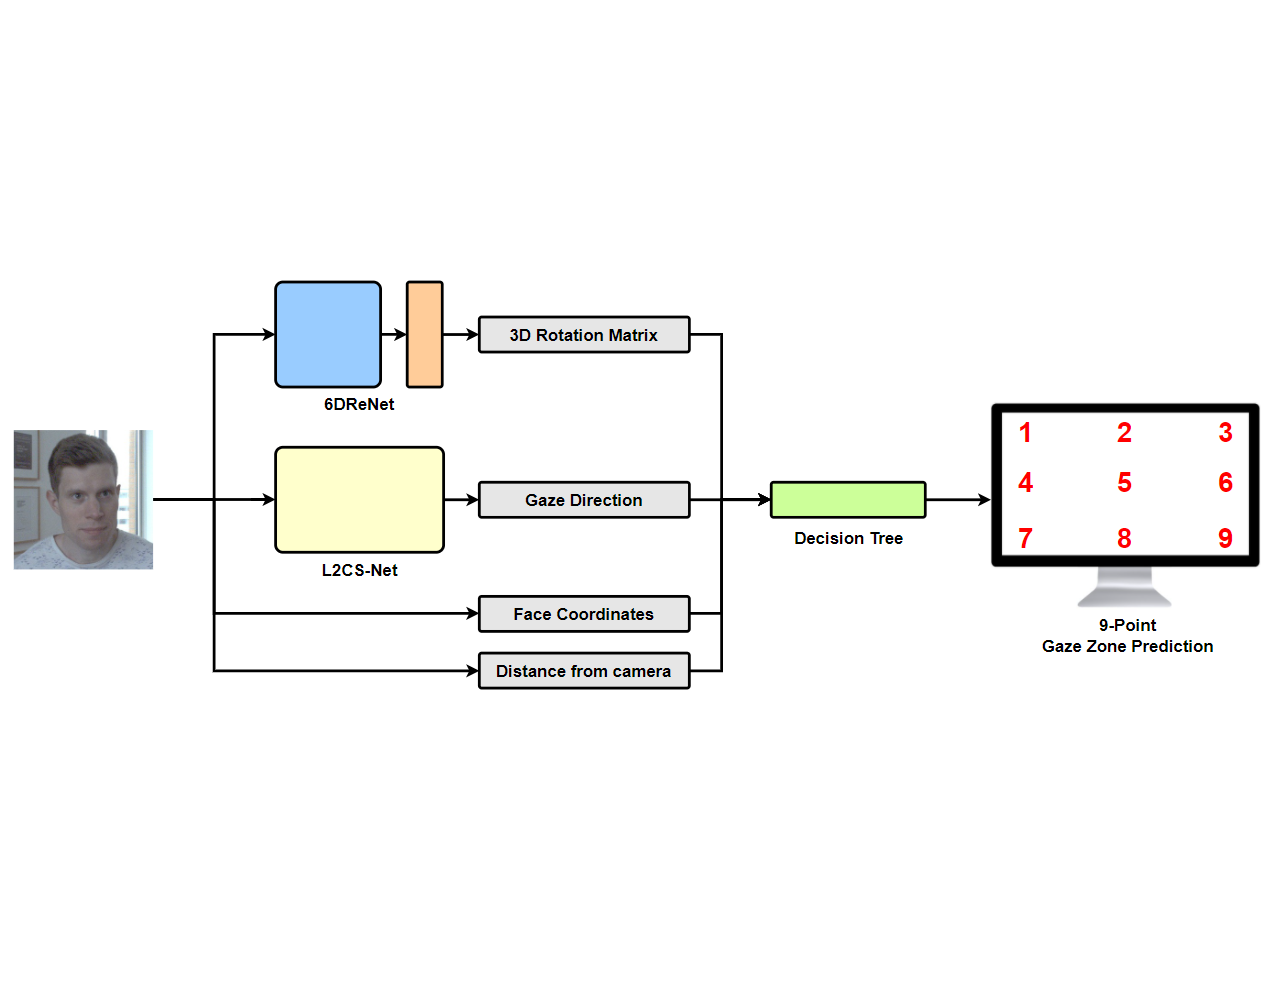 3D Rotation Matrix
6DReNet
Gaze Direction
L2CS-Net
Face Coordinates
Distance from camera
Decision Tree
1 2 3
4 5 6
7 8 9
9-Point
Gaze Zone Prediction